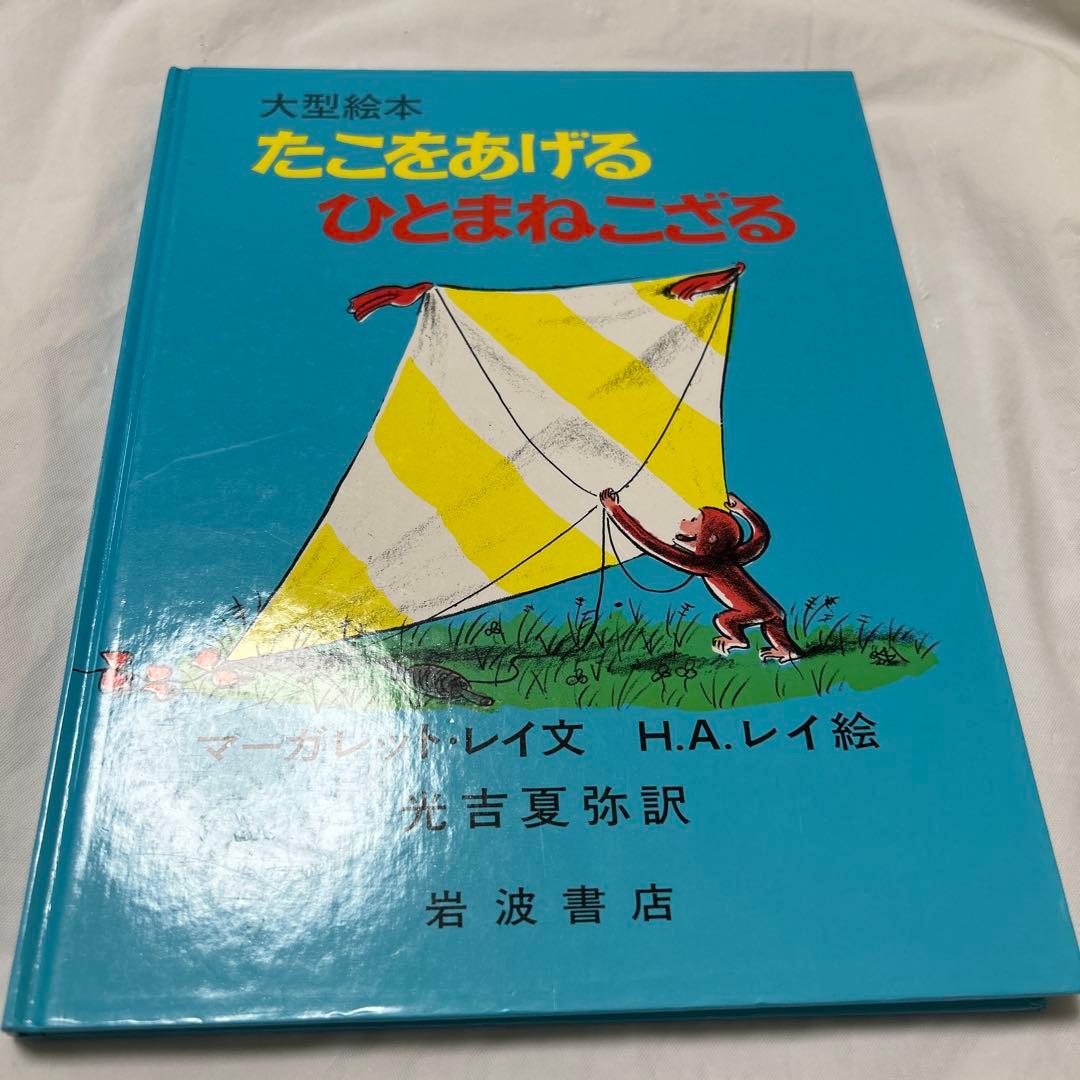 大型絵本
たこをあげる
ひとまねこざる
マーガレット・レイ文　H.A.レイ絵
光吉夏弥訳
岩波書店